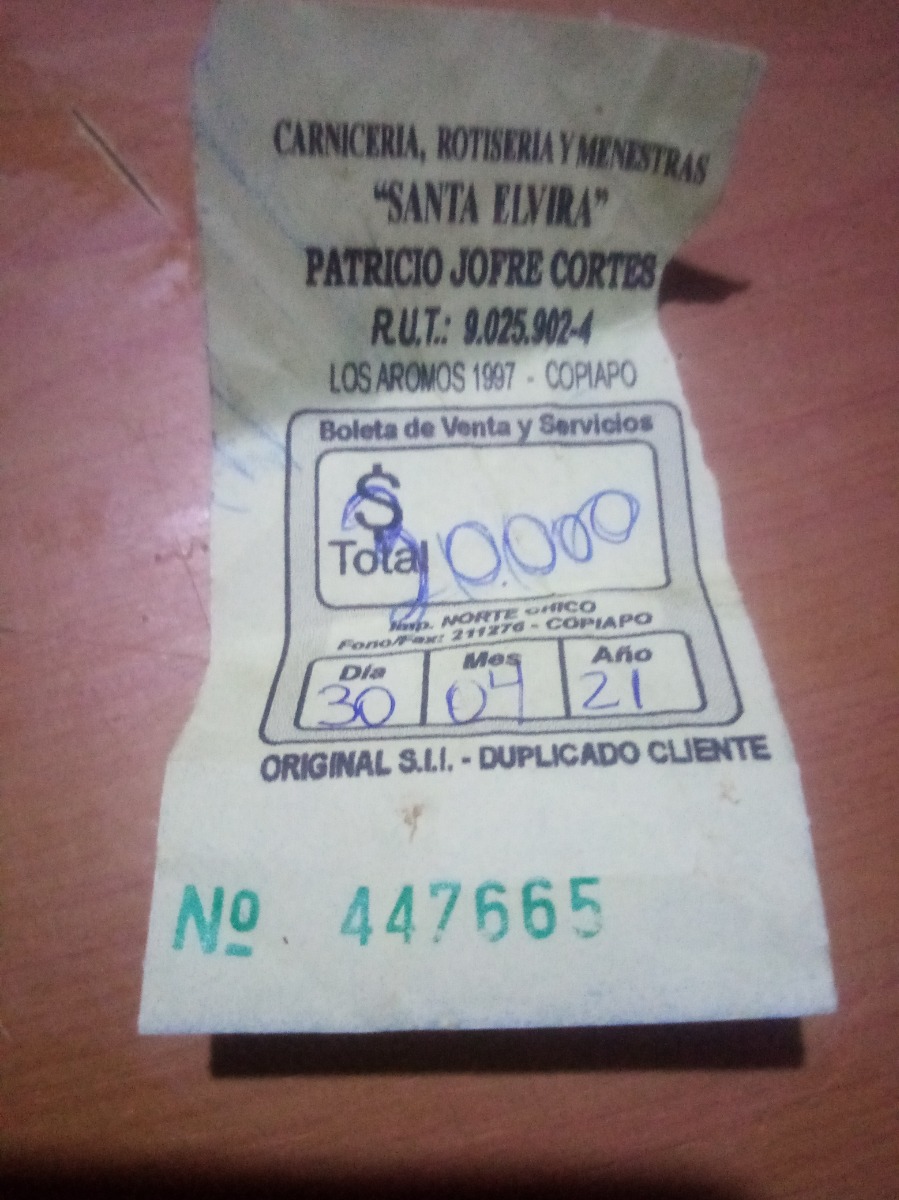 CARNICERIA, ROTISERIA Y MENESTRAS
"SANTA ELVIRA"
PATRICIO JOFRE CORTES
R.U.T.: 9.025.902-4
LOS AROMOS 1997 - COPIAPO
Boleta de Venta y Servicios
$
Total
Imp. NORTE CHICO
Fono/Fax: 211276 - COPIAPO
Día Mes Año
30 04 21
ORIGINAL S.I.I. - DUPLICADO CLIENTE
Nº 447665